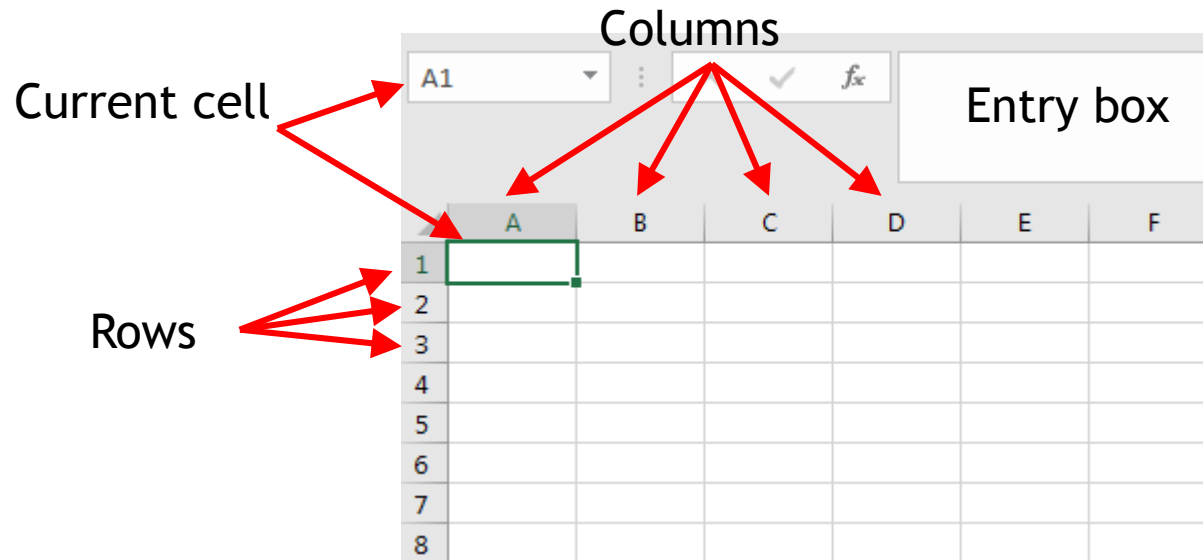 Columns
A1
fx
Current cell
Entry box
A B C D E F
1
2
Rows
3
4
5
6
7
8